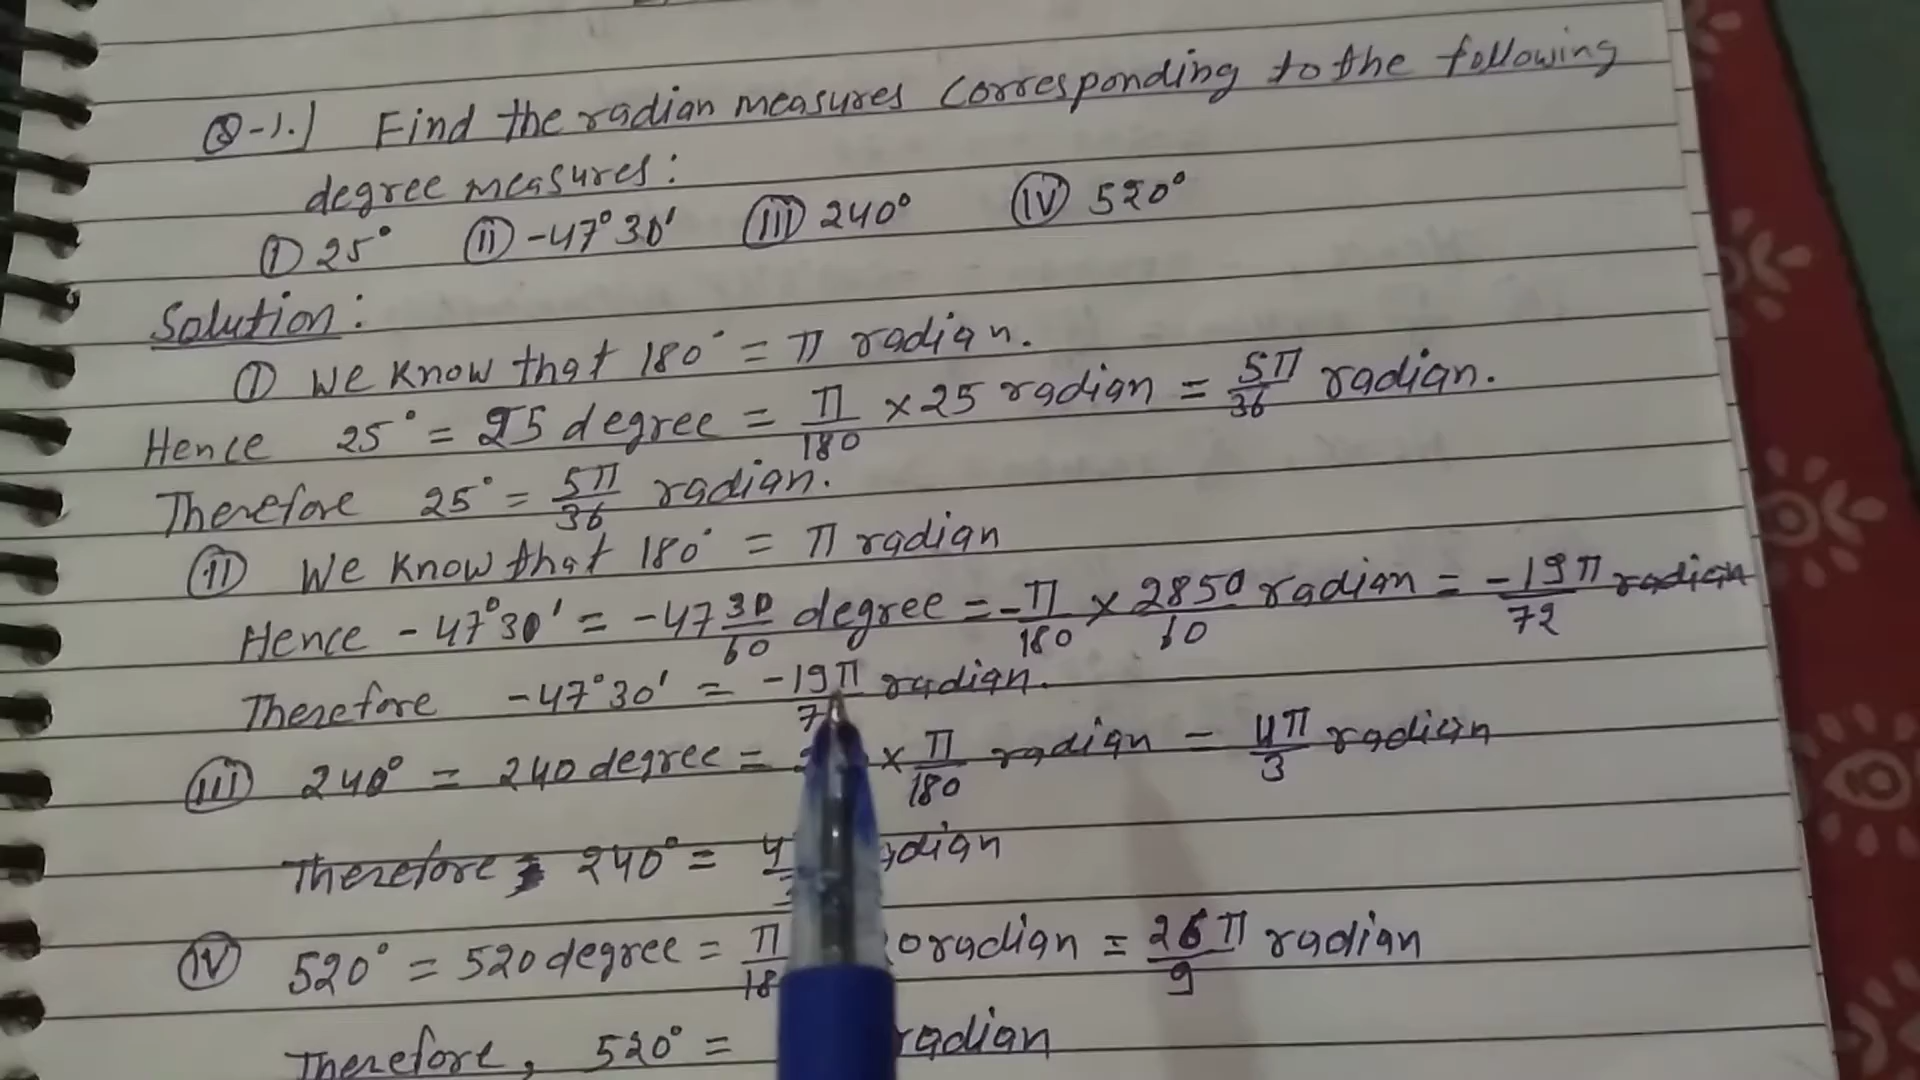 Q-1.) Find the radian measures corresponding to the following
degree measures:
(I) 25° (II) -47°30' (III) 240° (IV) 520°
Solution:
(I) We know that 180° = π radian.
Hence 25° = 25 degree = π/180 × 25 radian = 5π/36 radian.
Therefore 25° = 5π/36 radian.
(II) We know that 180° = π radian
Hence -47°30' = -47 30/60 degree = -π/180 × 2850/60 radian = -19π/72 radian
Therefore -47°30' = -19π/7 radian.
(III) 240° = 240 degree = × π/180 radian = 4π/3 radian
Therefore, 240° = 4
(IV) 520° = 520 degree = π/18 0 radian = 26π/9 radian
Therefore, 520° = radian